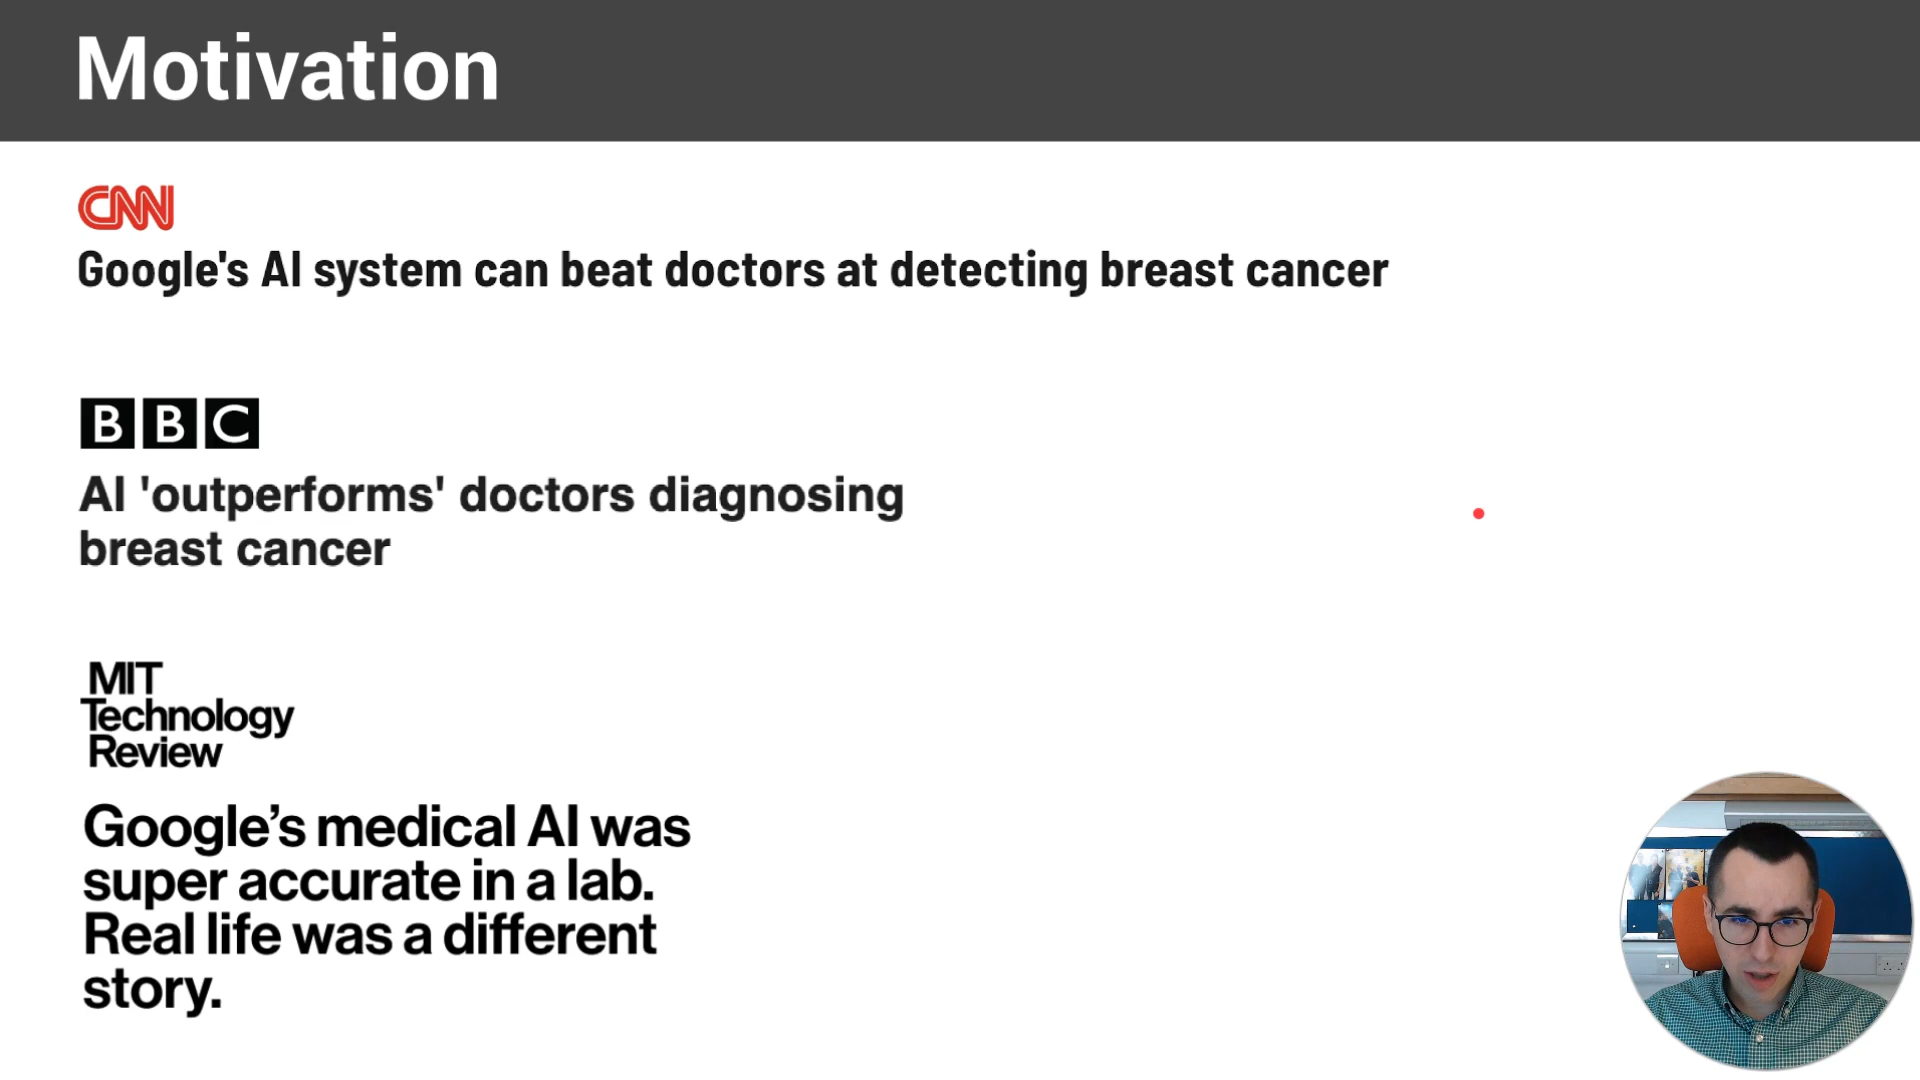 Motivation
CNN
Google's AI system can beat doctors at detecting breast cancer
BBC
AI 'outperforms' doctors diagnosing
breast cancer
MIT
Technology
Review
Google’s medical AI was
super accurate in a lab.
Real life was a different
story.